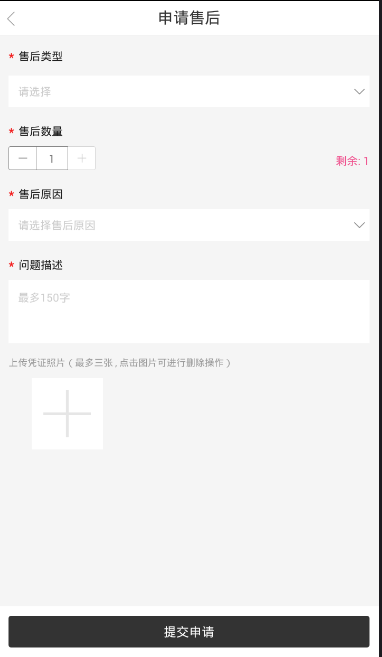 申请售后
* 售后类型
请选择
* 售后数量
1
剩余: 1
* 售后原因
请选择售后原因
* 问题描述
最多150字
上传凭证照片 ( 最多三张 , 点击图片可进行删除操作 )
提交申请